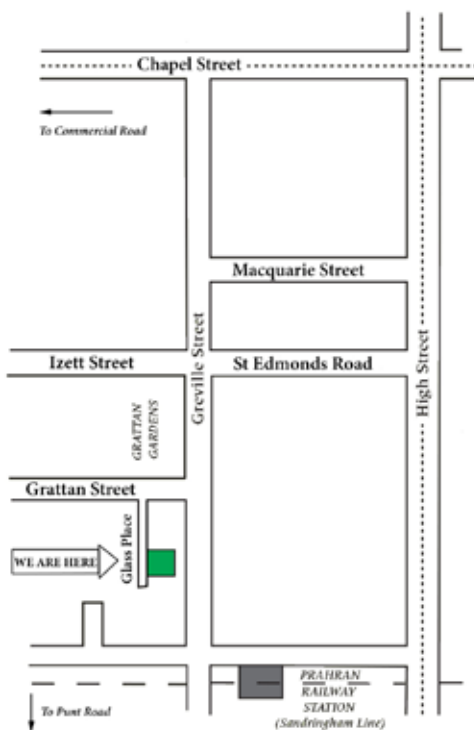 Chapel Street
To Commercial Road
Macquarie Street
Greville Street
High Street
Izett Street
St Edmonds Road
GRATTAN
GARDENS
Grattan Street
Glass Place
WE ARE HERE
PRAHRAN
RAILWAY
STATION
(Sandringham Line)
To Punt Road